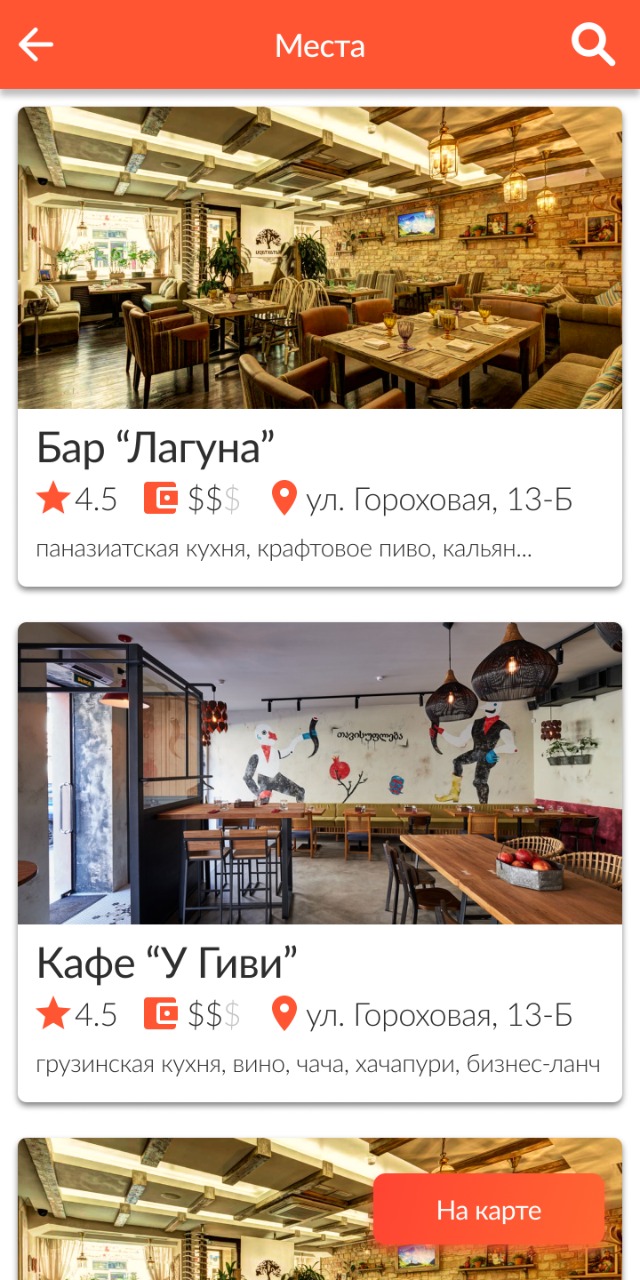 Места
Бар “Лагуна”
4.5 $$$ ул. Гороховая, 13-Б
паназиатская кухня, крафтовое пиво, кальян...
თავისუფლება
Кафе “У Гиви”
4.5 $$$ ул. Гороховая, 13-Б
грузинская кухня, вино, чача, хачапури, бизнес-ланч
На карте